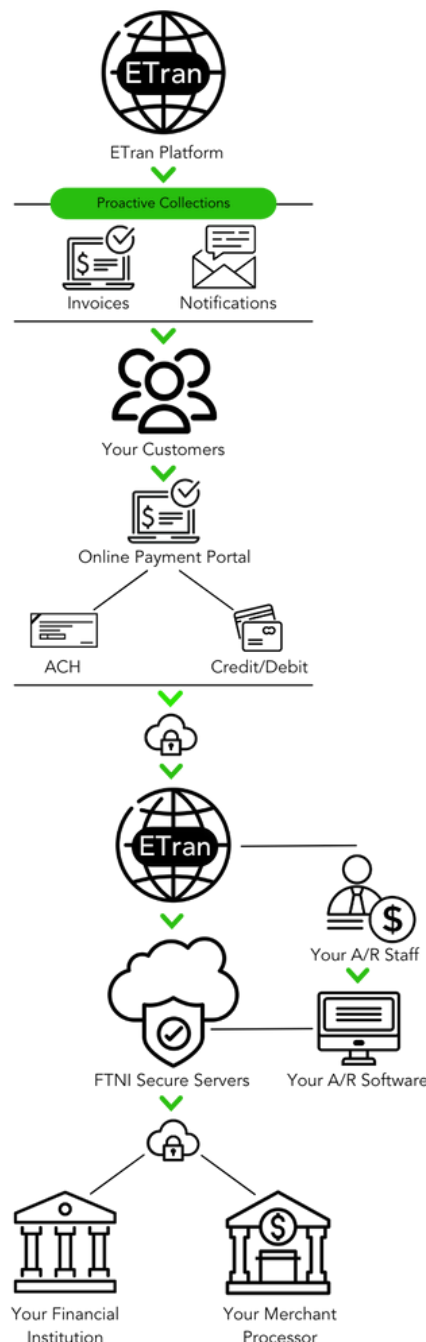 ETran
ETran Platform
Proactive Collections
$
Invoices
Notifications
Your Customers
$
Online Payment Portal
ACH
Credit/Debit
ETran
$
Your A/R Staff
FTNI Secure Servers
Your A/R Software
$
Your Financial
Institution
Your Merchant
Processor